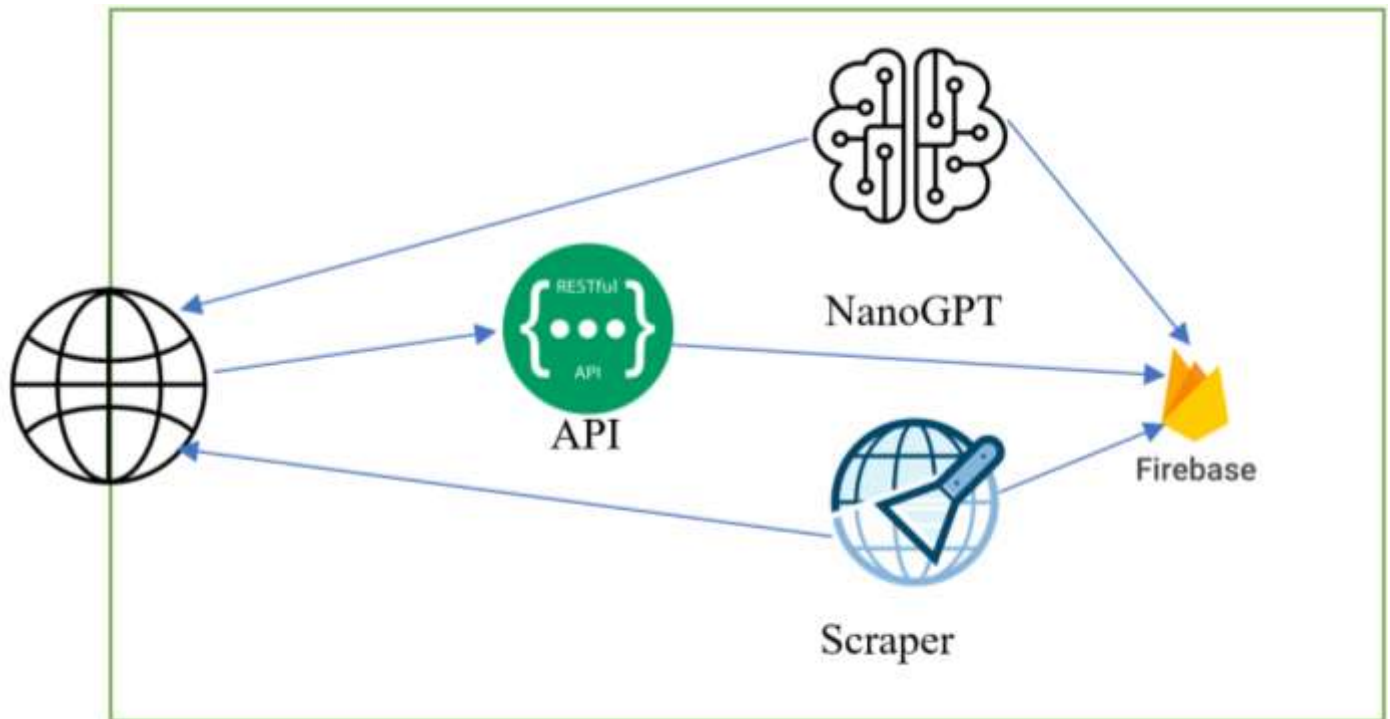 NanoGPT
RESTful
API
API
Firebase
Scraper